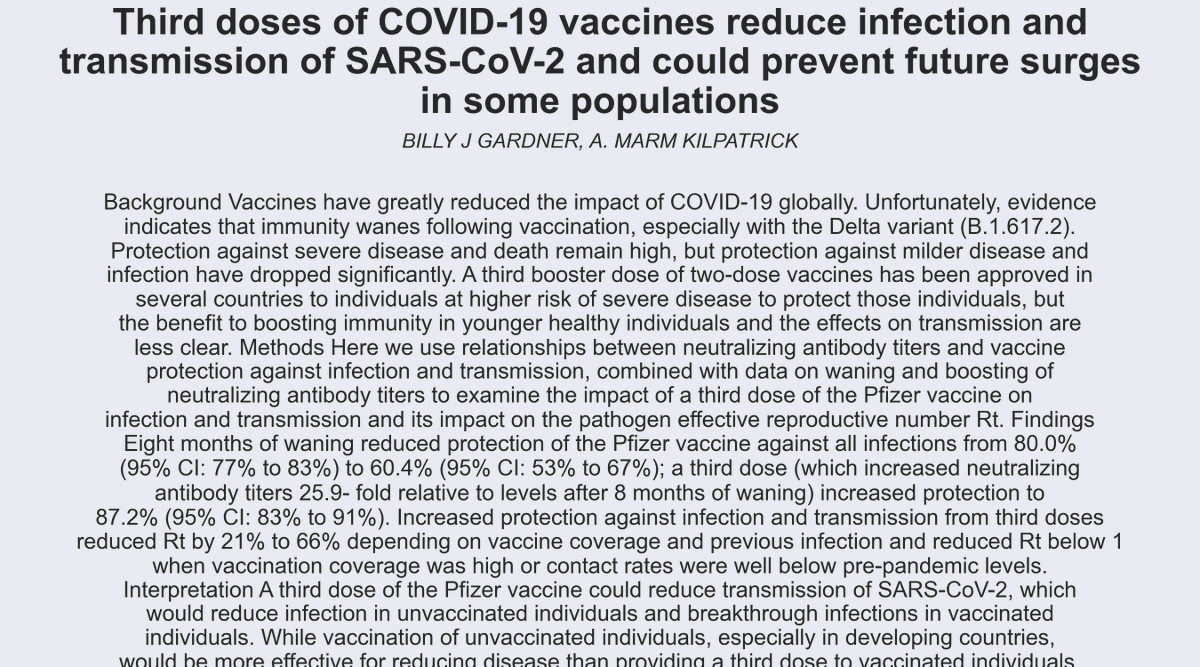 Third doses of COVID-19 vaccines reduce infection and
transmission of SARS-CoV-2 and could prevent future surges
in some populations
BILLY J GARDNER, A. MARM KILPATRICK
Background Vaccines have greatly reduced the impact of COVID-19 globally. Unfortunately, evidence
indicates that immunity wanes following vaccination, especially with the Delta variant (B.1.617.2).
Protection against severe disease and death remain high, but protection against milder disease and
infection have dropped significantly. A third booster dose of two-dose vaccines has been approved in
several countries to individuals at higher risk of severe disease to protect those individuals, but
the benefit to boosting immunity in younger healthy individuals and the effects on transmission are
less clear. Methods Here we use relationships between neutralizing antibody titers and vaccine
protection against infection and transmission, combined with data on waning and boosting of
neutralizing antibody titers to examine the impact of a third dose of the Pfizer vaccine on
infection and transmission and its impact on the pathogen effective reproductive number Rt. Findings
Eight months of waning reduced protection of the Pfizer vaccine against all infections from 80.0%
(95% CI: 77% to 83%) to 60.4% (95% CI: 53% to 67%); a third dose (which increased neutralizing
antibody titers 25.9- fold relative to levels after 8 months of waning) increased protection to
87.2% (95% CI: 83% to 91%). Increased protection against infection and transmission from third doses
reduced Rt by 21% to 66% depending on vaccine coverage and previous infection and reduced Rt below 1
when vaccination coverage was high or contact rates were well below pre-pandemic levels.
Interpretation A third dose of the Pfizer vaccine could reduce transmission of SARS-CoV-2, which
would reduce infection in unvaccinated individuals and breakthrough infections in vaccinated
individuals. While vaccination of unvaccinated individuals, especially in developing countries,
would be more effective for reducing disease than providing a third dose to vaccinated individuals